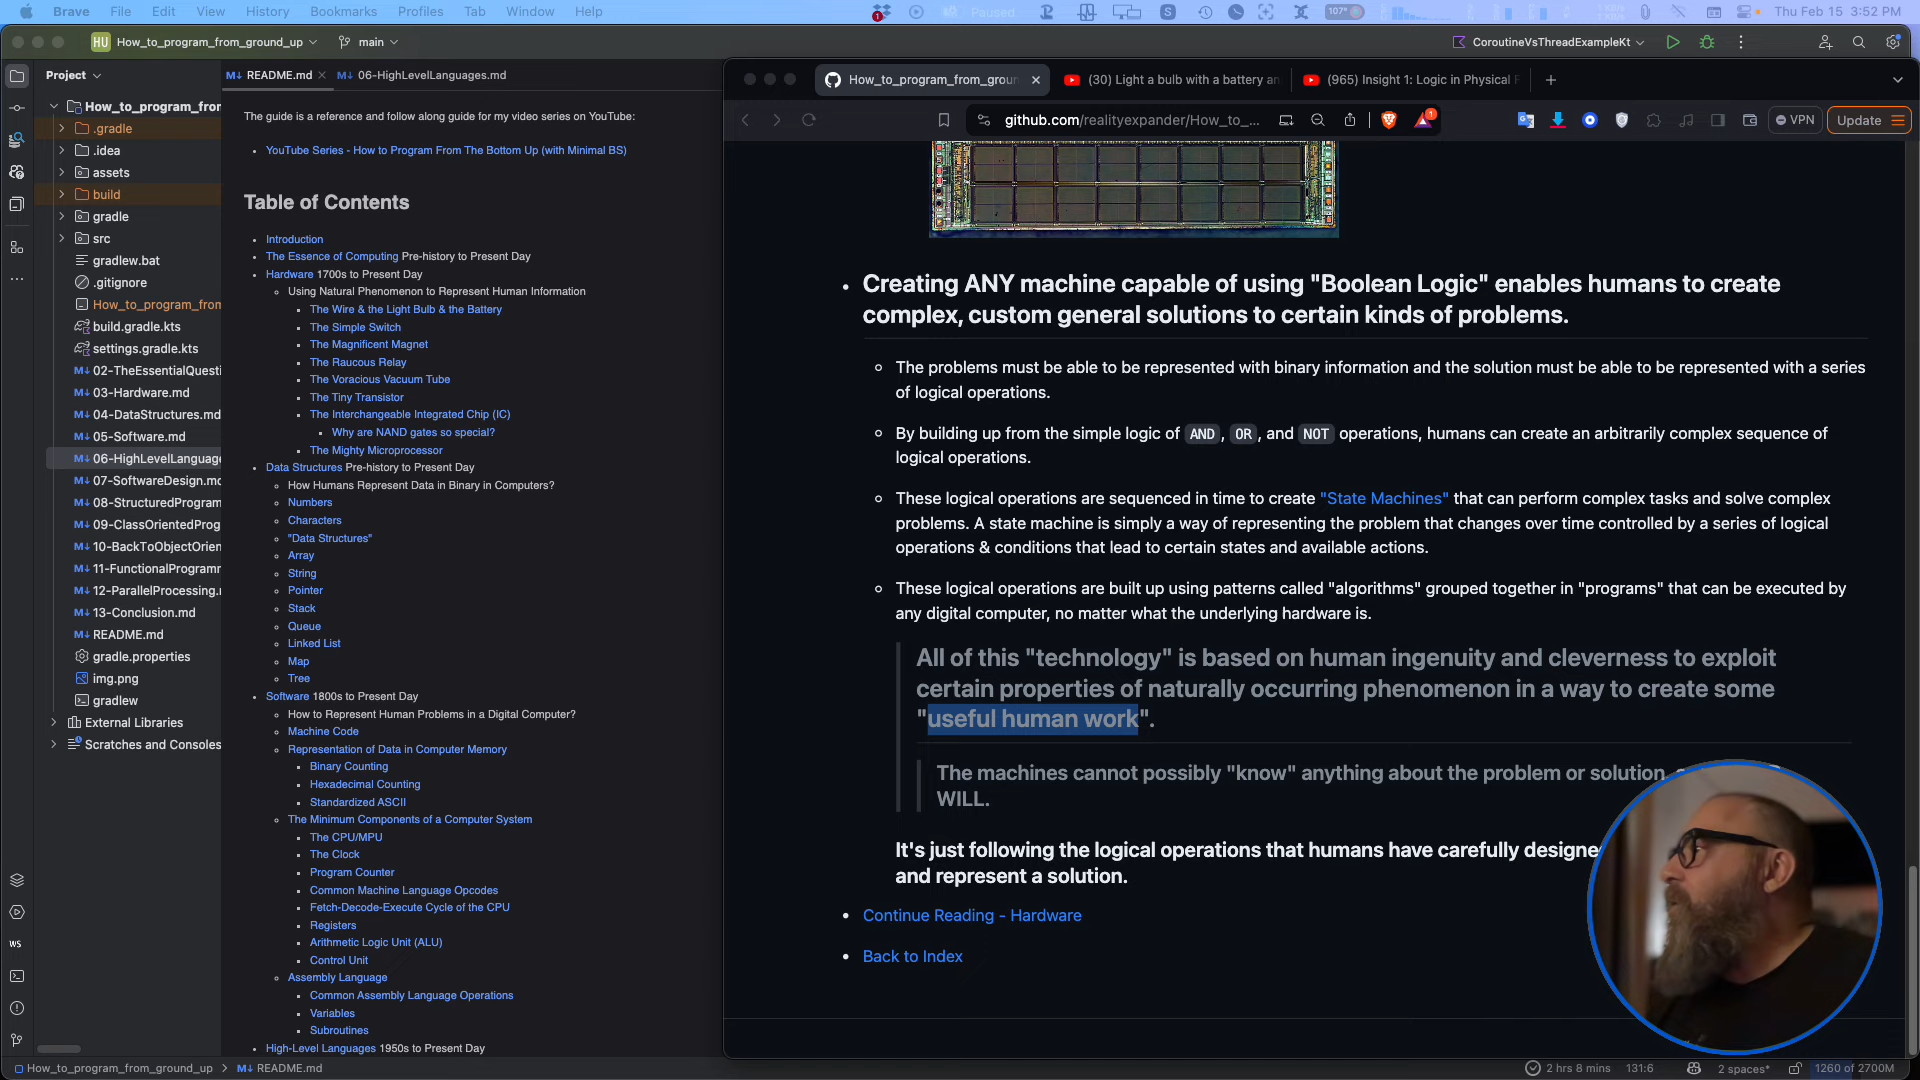 Brave File Edit View History Bookmarks Profiles Tab Window Help
1 Paused 107° Thu Feb 15 3:52 PM
HU How_to_program_from_ground_up main
CoroutineVsThreadExampleKt
Project
README.md 06-HighLevelLanguages.md
How_to_program_from
.gradle
.idea
assets
build
gradle
src
gradlew.bat
.gitignore
How_to_program_from
build.gradle.kts
settings.gradle.kts
02-TheEssentialQuesti
03-Hardware.md
04-DataStructures.md
05-Software.md
06-HighLevelLanguage
07-SoftwareDesign.md
08-StructuredProgram
09-ClassOrientedProg
10-BackToObjectOrien
11-FunctionalProgramm
12-ParallelProcessing.
13-Conclusion.md
README.md
gradle.properties
img.png
gradlew
External Libraries
Scratches and Consoles
WS
The guide is a reference and follow along guide for my video series on YouTube:
YouTube Series - How to Program From The Bottom Up (with Minimal BS)
Table of Contents
Introduction
The Essence of Computing Pre-history to Present Day
Hardware 1700s to Present Day
Using Natural Phenomenon to Represent Human Information
The Wire & the Light Bulb & the Battery
The Simple Switch
The Magnificent Magnet
The Raucous Relay
The Voracious Vacuum Tube
The Tiny Transistor
The Interchangeable Integrated Chip (IC)
Why are NAND gates so special?
The Mighty Microprocessor
Data Structures Pre-history to Present Day
How Humans Represent Data in Binary in Computers?
Numbers
Characters
"Data Structures"
Array
String
Pointer
Stack
Queue
Linked List
Map
Tree
Software 1800s to Present Day
How to Represent Human Problems in a Digital Computer?
Machine Code
Representation of Data in Computer Memory
Binary Counting
Hexadecimal Counting
Standardized ASCII
The Minimum Components of a Computer System
The CPU/MPU
The Clock
Program Counter
Common Machine Language Opcodes
Fetch-Decode-Execute Cycle of the CPU
Registers
Arithmetic Logic Unit (ALU)
Control Unit
Assembly Language
Common Assembly Language Operations
Variables
Subroutines
High-Level Languages 1950s to Present Day
How_to_program_from_groun (30) Light a bulb with a battery an (965) Insight 1: Logic in Physical
github.com/realityexpander/How_to_... 1 VPN Update
Creating ANY machine capable of using "Boolean Logic" enables humans to create
complex, custom general solutions to certain kinds of problems.
The problems must be able to be represented with binary information and the solution must be able to be represented with a series
of logical operations.
By building up from the simple logic of AND, OR, and NOT operations, humans can create an arbitrarily complex sequence of
logical operations.
These logical operations are sequenced in time to create "State Machines" that can perform complex tasks and solve complex
problems. A state machine is simply a way of representing the problem that changes over time controlled by a series of logical
operations & conditions that lead to certain states and available actions.
These logical operations are built up using patterns called "algorithms" grouped together in "programs" that can be executed by
any digital computer, no matter what the underlying hardware is.
All of this "technology" is based on human ingenuity and cleverness to exploit
certain properties of naturally occurring phenomenon in a way to create some
"useful human work".
The machines cannot possibly "know" anything about the problem or solution,
WILL.
It's just following the logical operations that humans have carefully designe
and represent a solution.
Continue Reading - Hardware
Back to Index
How_to_program_from_ground_up README.md
2 hrs 8 mins 131:6 2 spaces* 1260 of 2700M